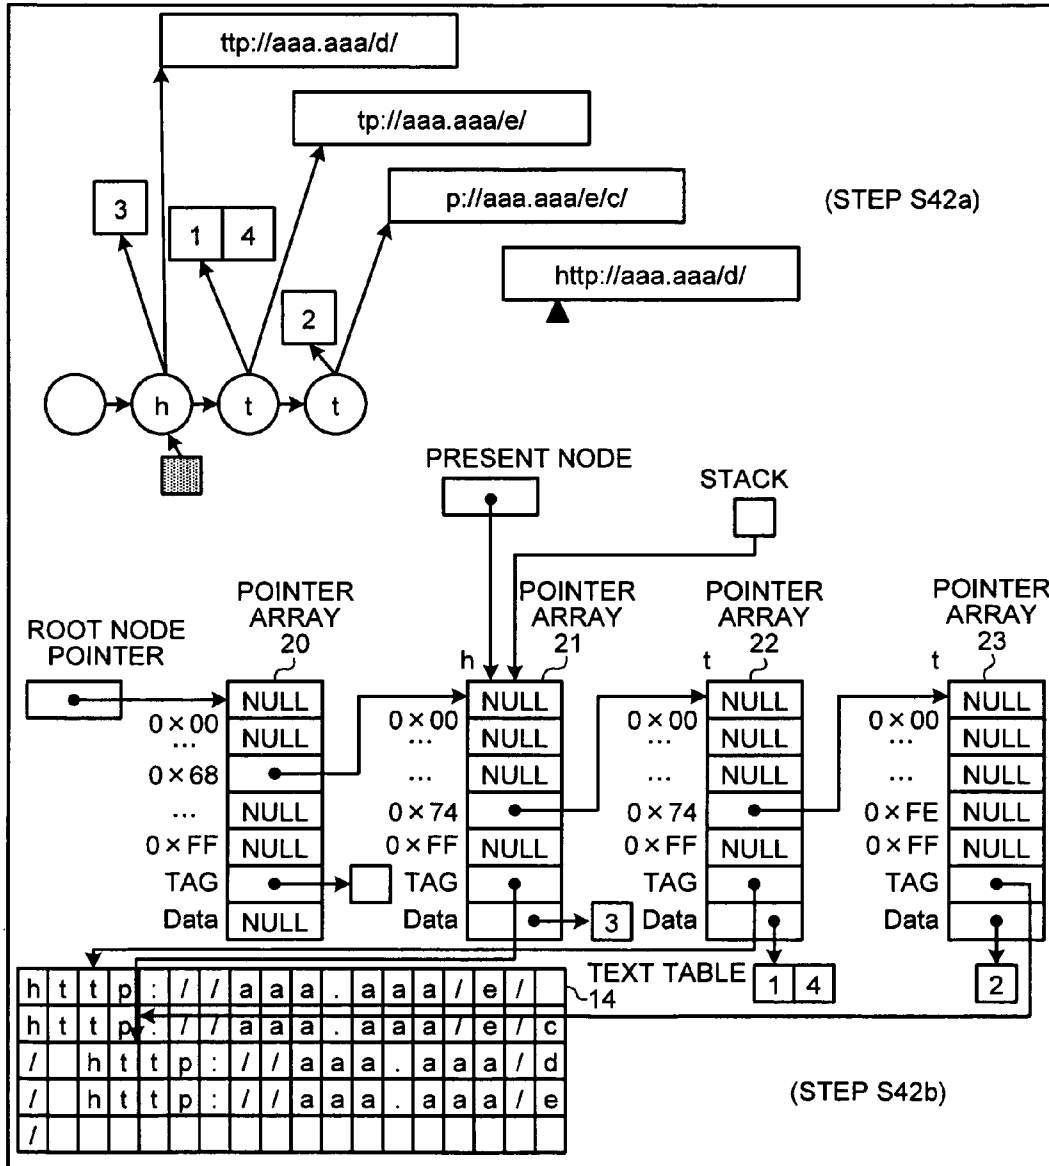 ttp://aaa.aaa/d/
tp://aaa.aaa/e/
p://aaa.aaa/e/c/
(STEP S42a)
3
1 4
http://aaa.aaa/d/
2
h t t
PRESENT NODE
STACK
POINTER ARRAY 20
POINTER ARRAY 21
POINTER ARRAY 22
POINTER ARRAY 23
ROOT NODE POINTER
h t t
NULL NULL NULL NULL
0×00 0×00 0×00 0×00
... NULL ... NULL ... NULL ... NULL
0×68 ... NULL ... NULL ... NULL
... NULL 0×74 0×74 0×FE NULL
0×FF NULL 0×FF NULL 0×FF NULL 0×FF NULL
TAG TAG TAG TAG
Data NULL Data 3 Data Data
TEXT TABLE 1 4 2
14
h t t p : / / a a a . a a a / e /
h t t p : / / a a a . a a a / e / c
/ h t t p : / / a a a . a a a / d
/ h t t p : / / a a a . a a a / e
/
(STEP S42b)